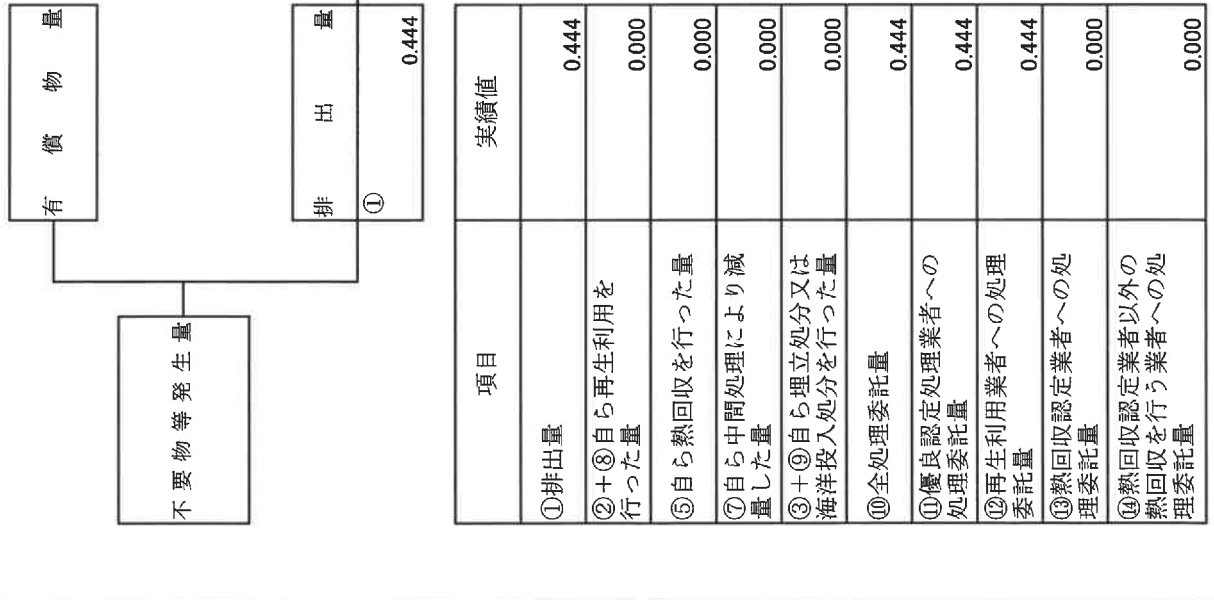 有償物量
不要物等発生量
排出量
①
0.444
項目 実績値
①排出量 0.444
②+⑧自ら再生利用を
行った量 0.000
⑤自ら熱回収を行った量 0.000
⑦自ら中間処理により減
量した量 0.000
③+⑨自ら埋立処分又は
海洋投入処分を行った量 0.000
⑩全処理委託量 0.444
⑪優良認定処理業者への
処理委託量 0.444
⑫再生利用業者への処理
委託量 0.444
⑬熱回収認定業者への処
理委託量 0.000
⑭熱回収認定業者以外の
熱回収を行う業者への処
理委託量 0.000